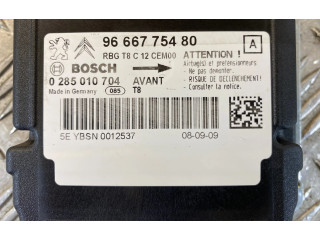 96 667 754 80
A
RBG T8 C 12 CEM00
ATTENTION !
BOSCH
Airbag(s) et prétensionneurs.
- Ne pas démonter.
0 285 010 704 AVANT
- Risque de DECLENCHEMENT.
Made in Germany 085 T8
- Consulter la notice.
5E YBSN 0012537
08-09-09